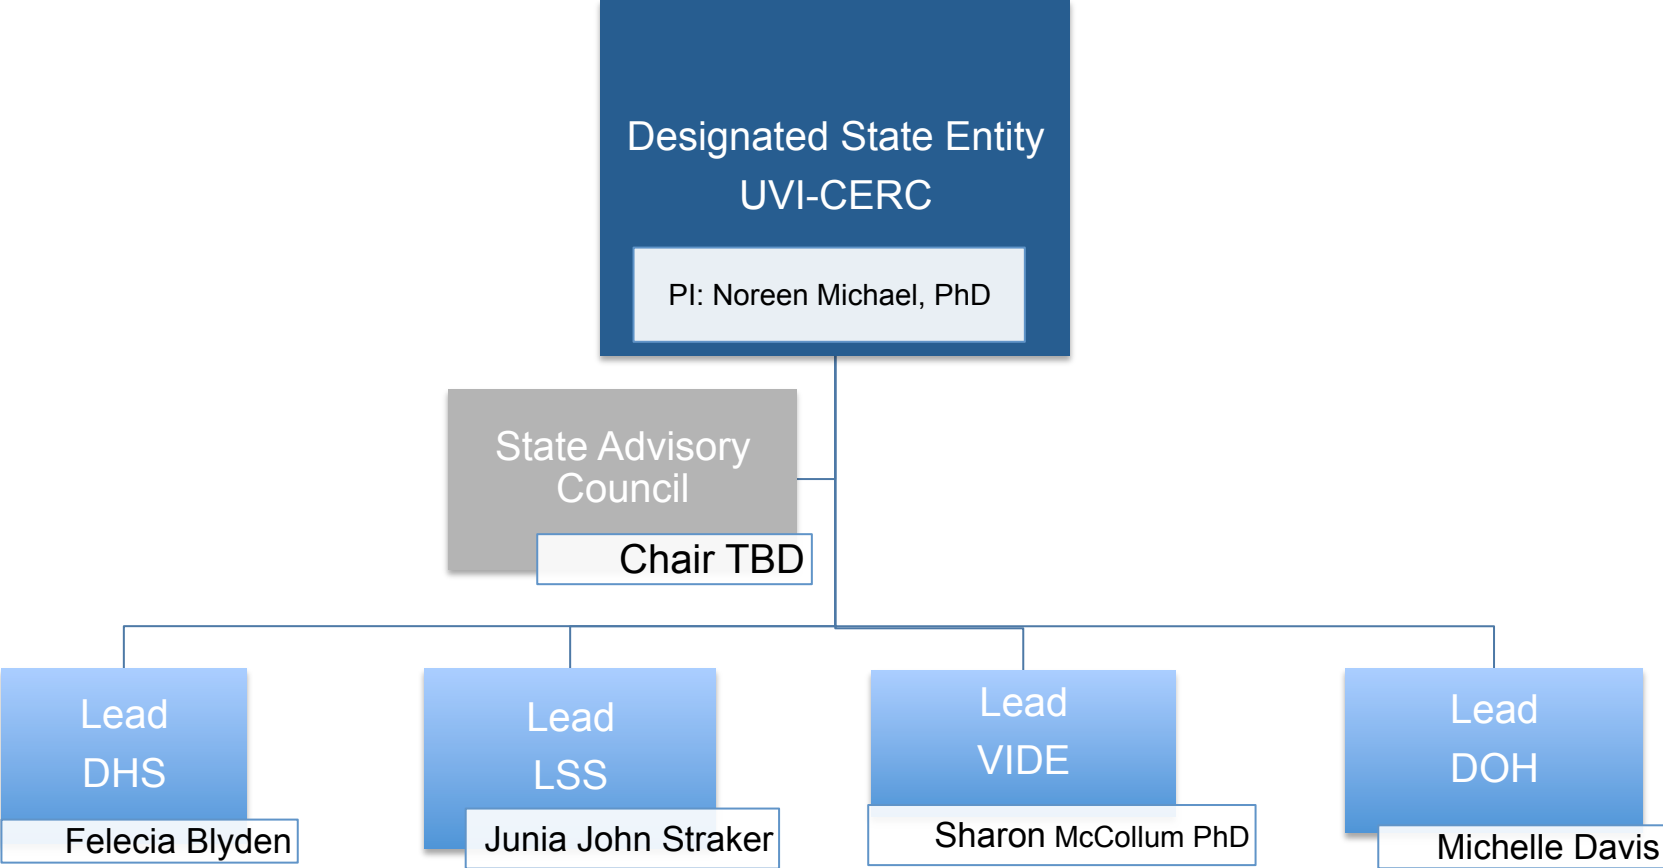 Designated State Entity
UVI-CERC
PI: Noreen Michael, PhD
State Advisory
Council
Chair TBD
Lead
DHS
Felecia Blyden
Lead
LSS
Junia John Straker
Lead
VIDE
Sharon McCollum PhD
Lead
DOH
Michelle Davis